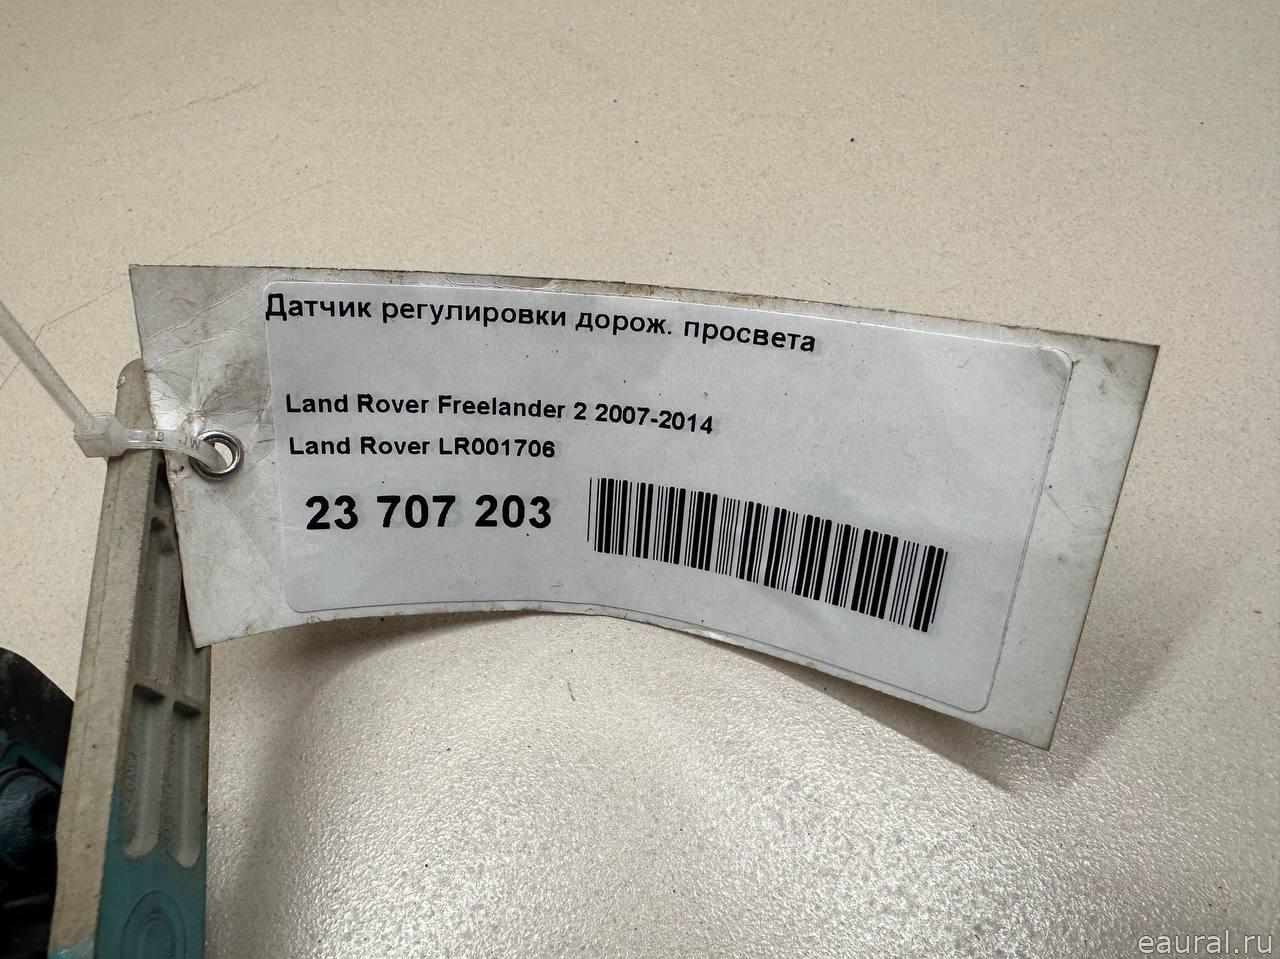 Датчик регулировки дорож. просвета
Land Rover Freelander 2 2007-2014
Land Rover LR001706
23 707 203
eaural.ru